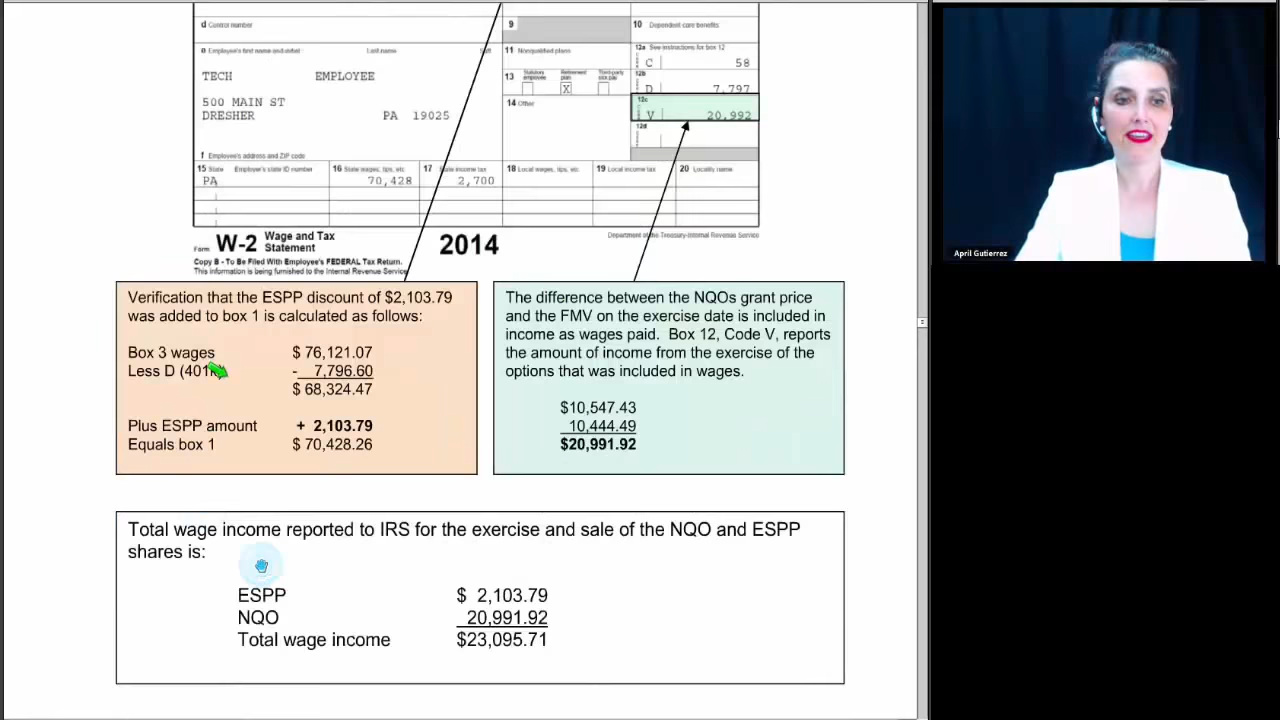 d Control number
9
10 Dependent care benefits
e Employee's first name and initial Last name Suff
11 Nonqualified plans
12a See instructions for box 12
C 58
TECH EMPLOYEE
13 Statutory employee Retirement plan Third-party sick pay
X
12b
D 7,797
500 MAIN ST
DRESHER PA 19025
14 Other
12c
V 20,992
12d
f Employee's address and ZIP code
15 State Employee's state ID number 16 State wages, tips, etc 17 State income tax 18 Local wages, tips, etc 19 Local income tax 20 Locality name
PA 70,428 2,700
Form W-2 Wage and Tax Statement 2014 Department of the Treasury-Internal Revenue Service
Copy B - To Be Filed With Employee's FEDERAL Tax Return.
This information is being furnished to the Internal Revenue Service
Verification that the ESPP discount of $2,103.79
was added to box 1 is calculated as follows:
Box 3 wages $ 76,121.07
Less D (401k) - 7,796.60
$ 68,324.47
Plus ESPP amount + 2,103.79
Equals box 1 $ 70,428.26
The difference between the NQOs grant price
and the FMV on the exercise date is included in
income as wages paid. Box 12, Code V, reports
the amount of income from the exercise of the
options that was included in wages.
$10,547.43
10,444.49
$20,991.92
Total wage income reported to IRS for the exercise and sale of the NQO and ESPP
shares is:
ESPP $ 2,103.79
NQO 20,991.92
Total wage income $23,095.71
April Gutierrez